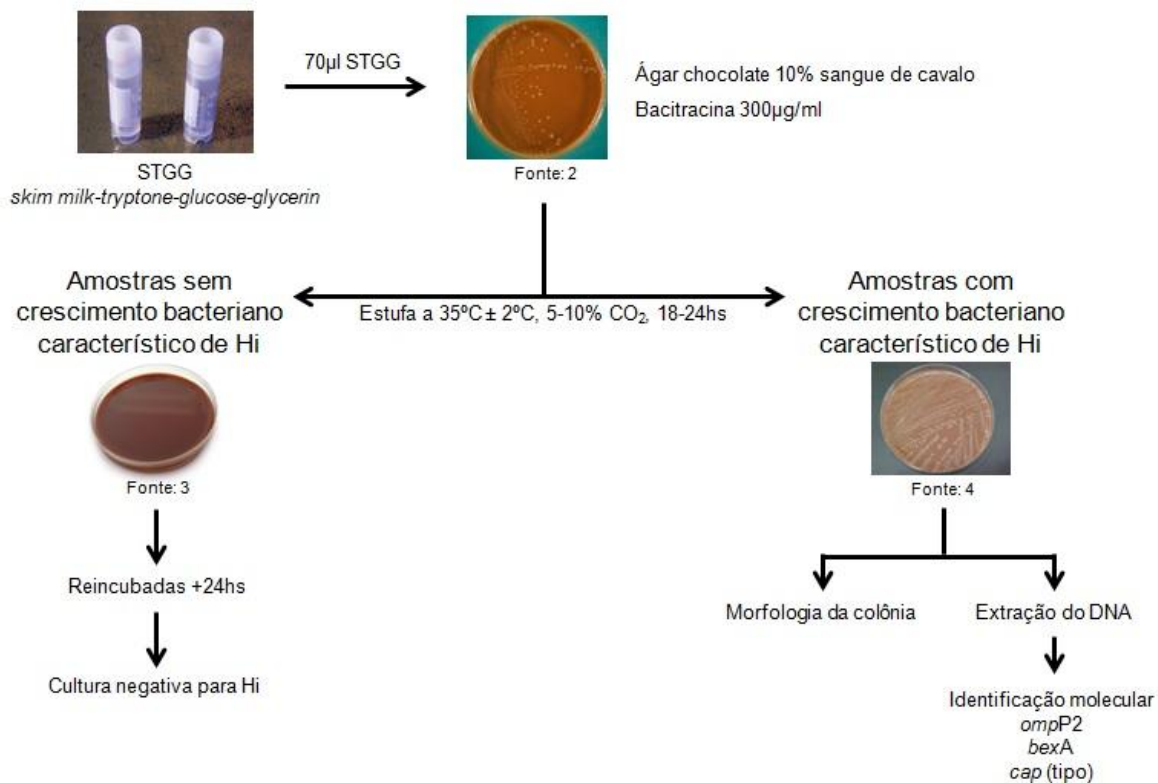 70µl STGG
Ágar chocolate 10% sangue de cavalo
Bacitracina 300µg/ml
STGG
skim milk-tryptone-glucose-glycerin
Fonte: 2
Amostras sem
crescimento bacteriano
característico de Hi
Estufa a 35ºC± 2ºC, 5-10% CO₂, 18-24hs
Amostras com
crescimento bacteriano
característico de Hi
Fonte: 3
Fonte: 4
Reincubadas +24hs
Morfologia da colônia
Extração do DNA
Cultura negativa para Hi
Identificação molecular
ompP2
bexA
cap (tipo)